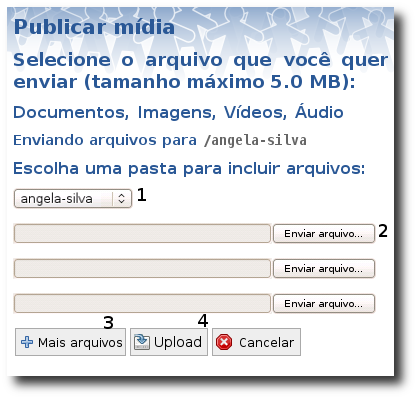 Publicar mídia
Selecione o arquivo que você quer
enviar (tamanho máximo 5.0 MB):
Documentos, Imagens, Vídeos, Áudio
Enviando arquivos para /angela-silva
Escolha uma pasta para incluir arquivos:
angela-silva 1
Enviar arquivo... 2
Enviar arquivo...
Enviar arquivo...
3 4
Mais arquivos Upload Cancelar